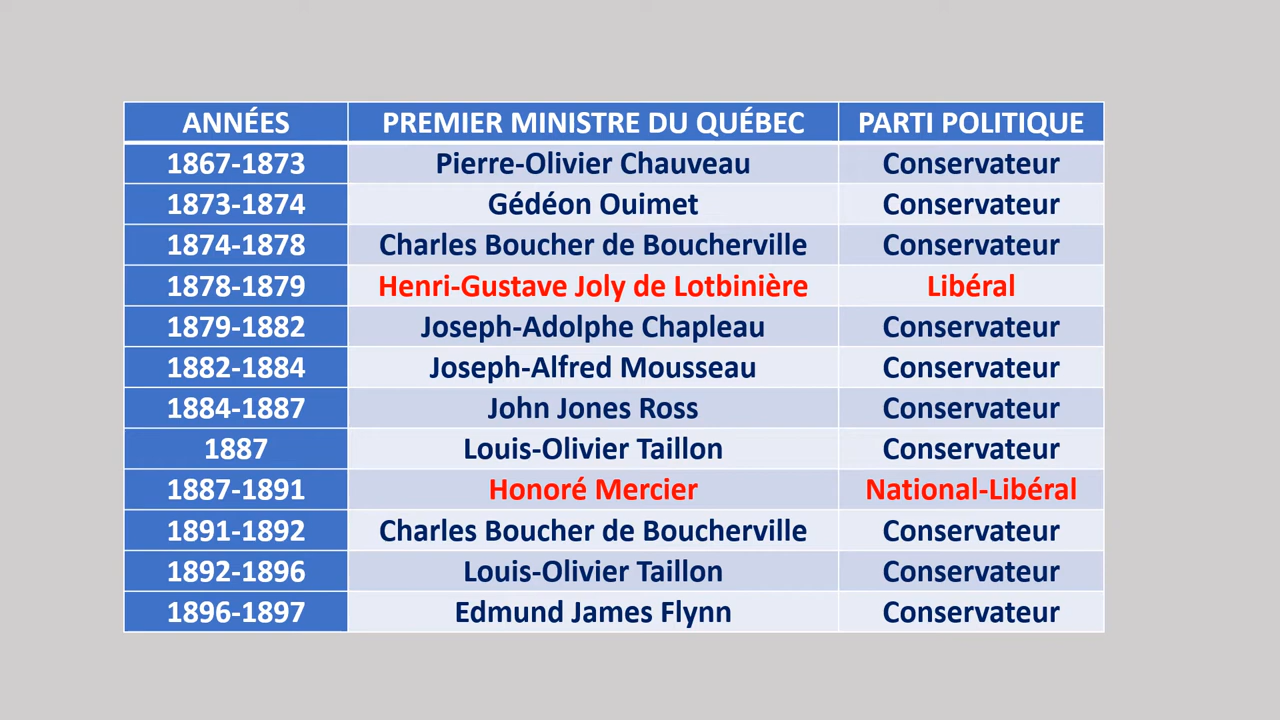 ANNÉES PREMIER MINISTRE DU QUÉBEC PARTI POLITIQUE
1867-1873 Pierre-Olivier Chauveau Conservateur
1873-1874 Gédéon Ouimet Conservateur
1874-1878 Charles Boucher de Boucherville Conservateur
1878-1879 Henri-Gustave Joly de Lotbinière Libéral
1879-1882 Joseph-Adolphe Chapleau Conservateur
1882-1884 Joseph-Alfred Mousseau Conservateur
1884-1887 John Jones Ross Conservateur
1887 Louis-Olivier Taillon Conservateur
1887-1891 Honoré Mercier National-Libéral
1891-1892 Charles Boucher de Boucherville Conservateur
1892-1896 Louis-Olivier Taillon Conservateur
1896-1897 Edmund James Flynn Conservateur